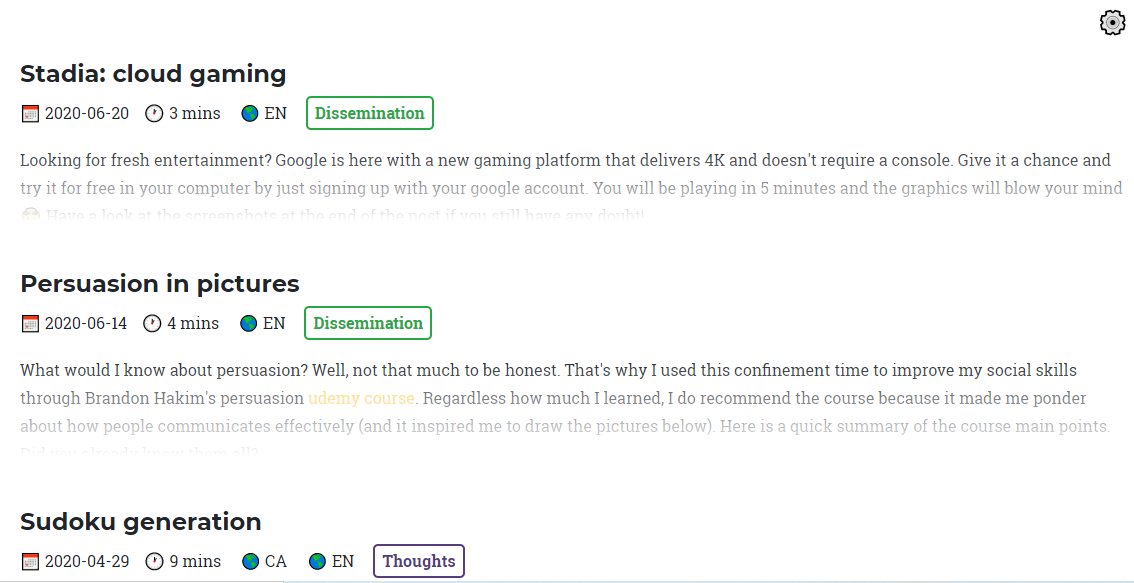 Stadia: cloud gaming
2020-06-20 3 mins EN Dissemination
Looking for fresh entertainment? Google is here with a new gaming platform that delivers 4K and doesn't require a console. Give it a chance and
try it for free in your computer by just signing up with your google account. You will be playing in 5 minutes and the graphics will blow your mind
Have a look at the screenshots at the end of the post if you still have any doubt!
Persuasion in pictures
2020-06-14 4 mins EN Dissemination
What would I know about persuasion? Well, not that much to be honest. That's why I used this confinement time to improve my social skills
through Brandon Hakim's persuasion udemy course. Regardless how much I learned, I do recommend the course because it made me ponder
about how people communicates effectively (and it inspired me to draw the pictures below). Here is a quick summary of the course main points.
Did you already know them all?
Sudoku generation
2020-04-29 9 mins CA EN Thoughts